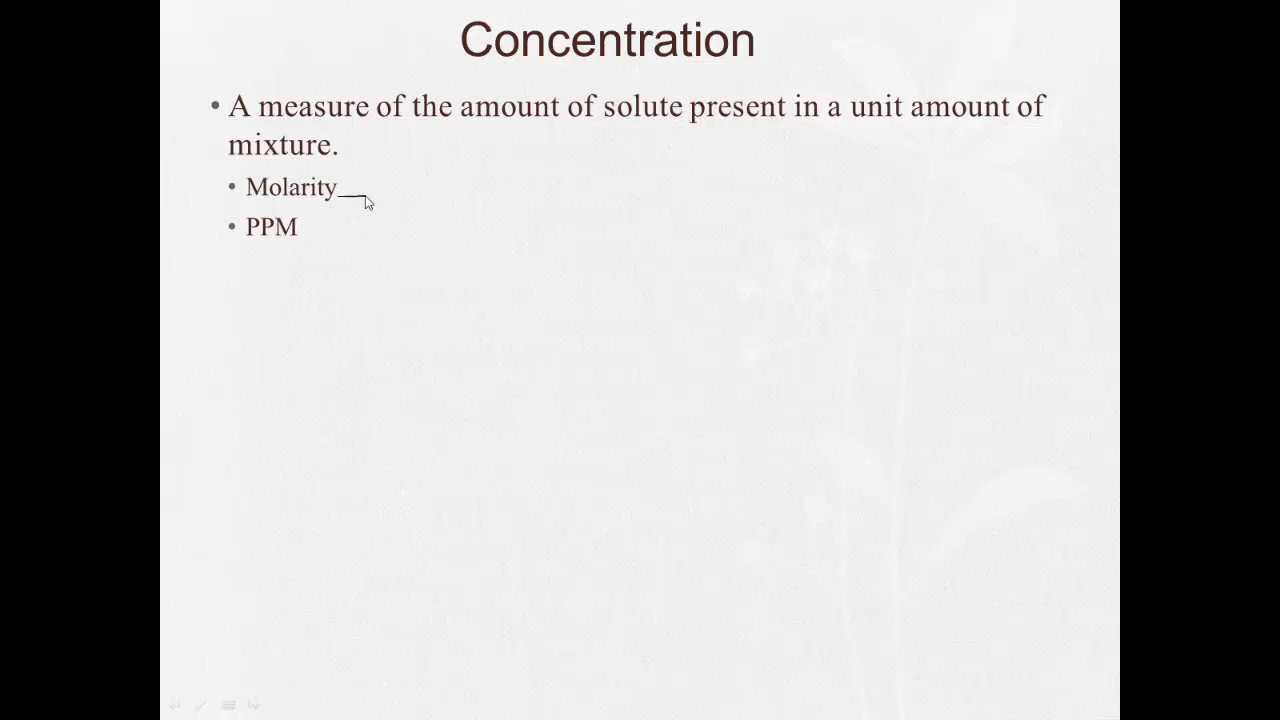 Concentration
• A measure of the amount of solute present in a unit amount of
mixture.
• Molarity
• PPM